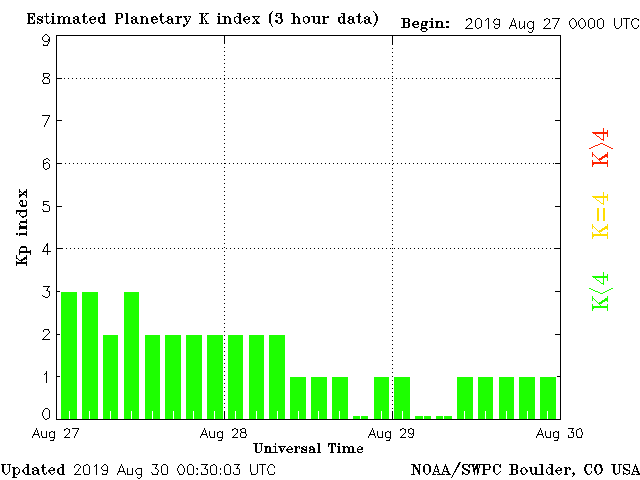 Estimated Planetary K index (3 hour data) Begin: 2019 Aug 27 0000 UTC
9
8
7
6
5
4
3
2
1
0
Kp index
K>4
K=4
K<4
Aug 27 Aug 28 Aug 29 Aug 30
Universal Time
Updated 2019 Aug 30 00:30:03 UTC NOAA/SWPC Boulder, CO USA